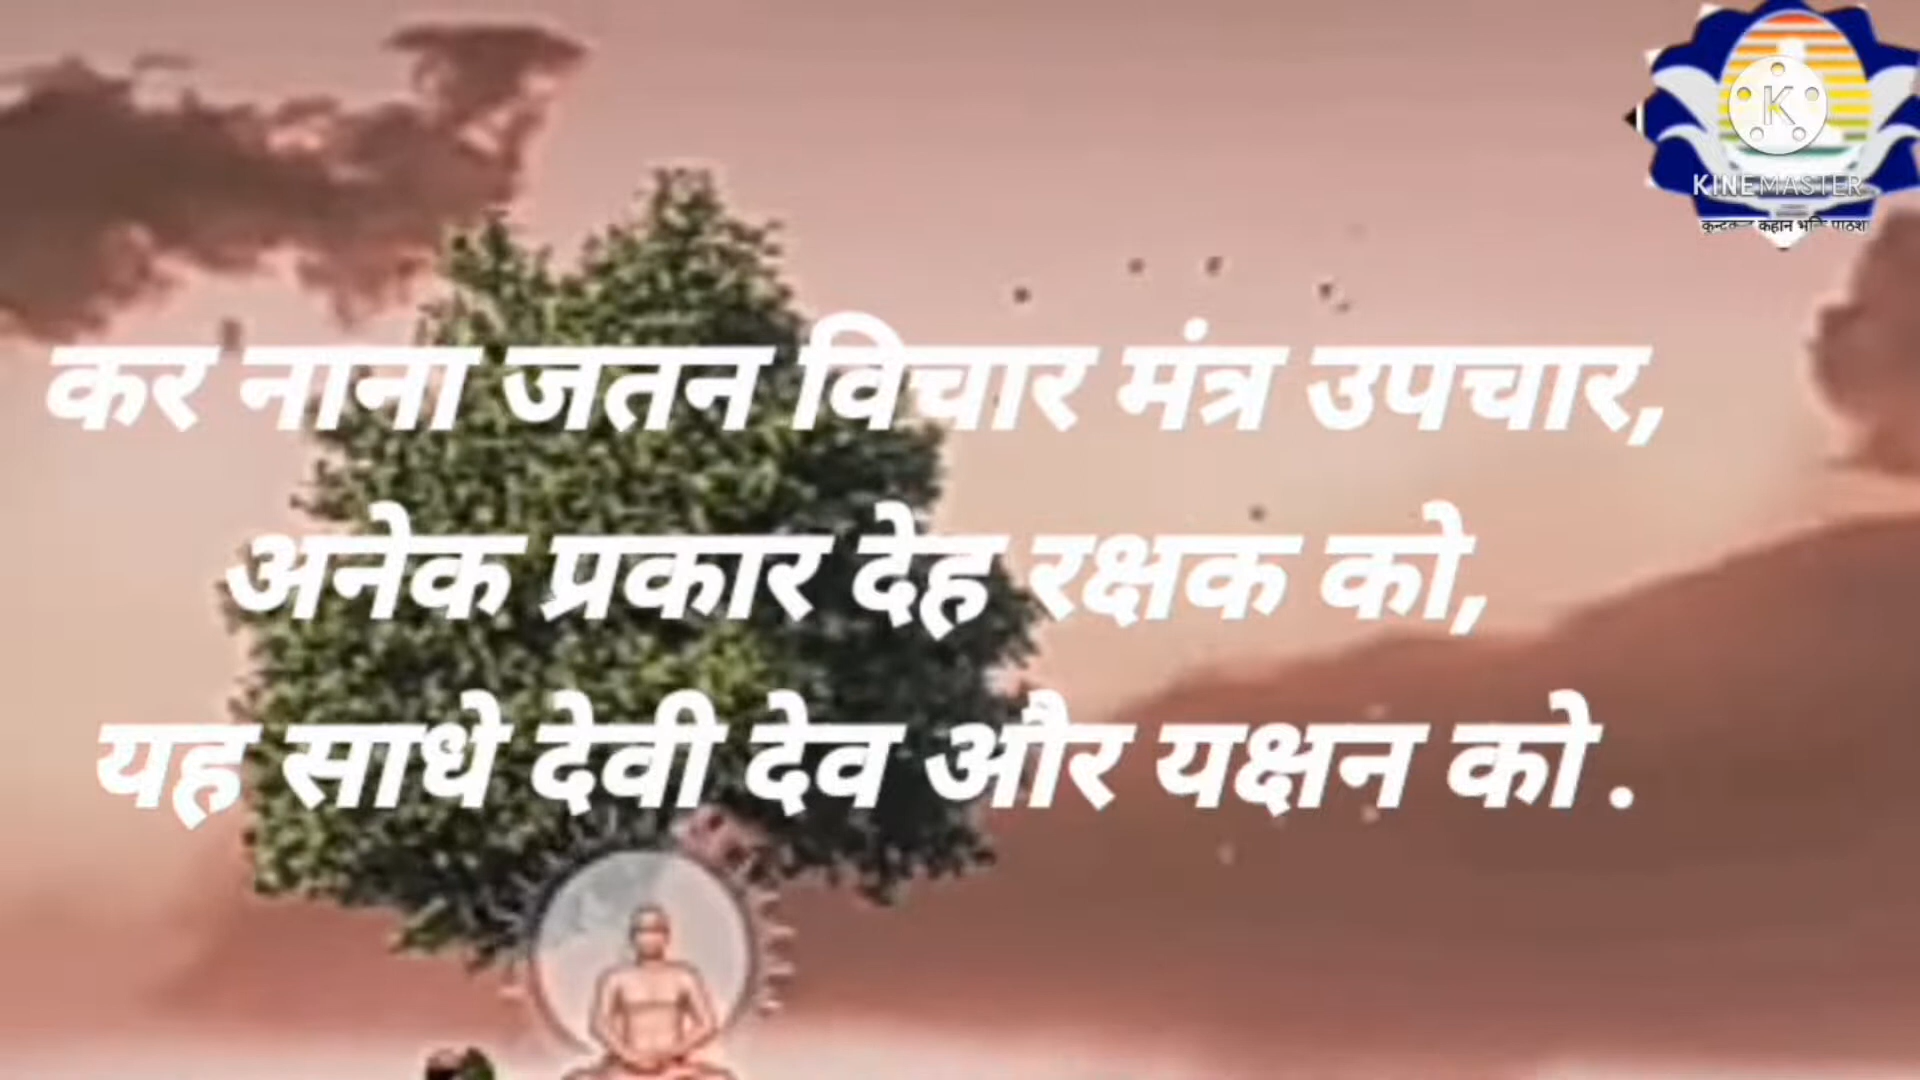 KINEMASTER
कर नाना जतन विचार मंत्र उपचार,
अनेक प्रकार देह रक्षक को,
यह साधे देवी देव और यक्षन को .